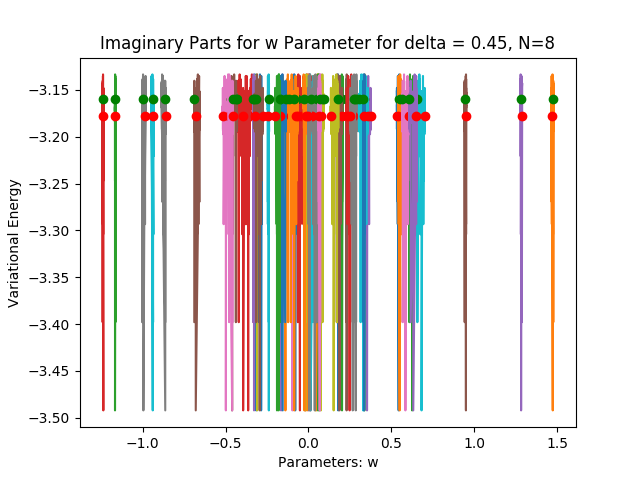 Imaginary Parts for w Parameter for delta = 0.45, N=8
Variational Energy
−3.15
−3.20
−3.25
−3.30
−3.35
−3.40
−3.45
−3.50
−1.0 −0.5 0.0 0.5 1.0 1.5
Parameters: w